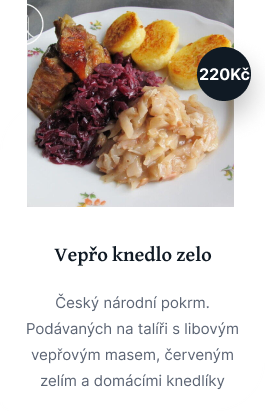 220Kč
Vepřo knedlo zelo
Český národní pokrm.
Podávaných na talíři s libovým
vepřovým masem, červeným
zelím a domácími knedlíky